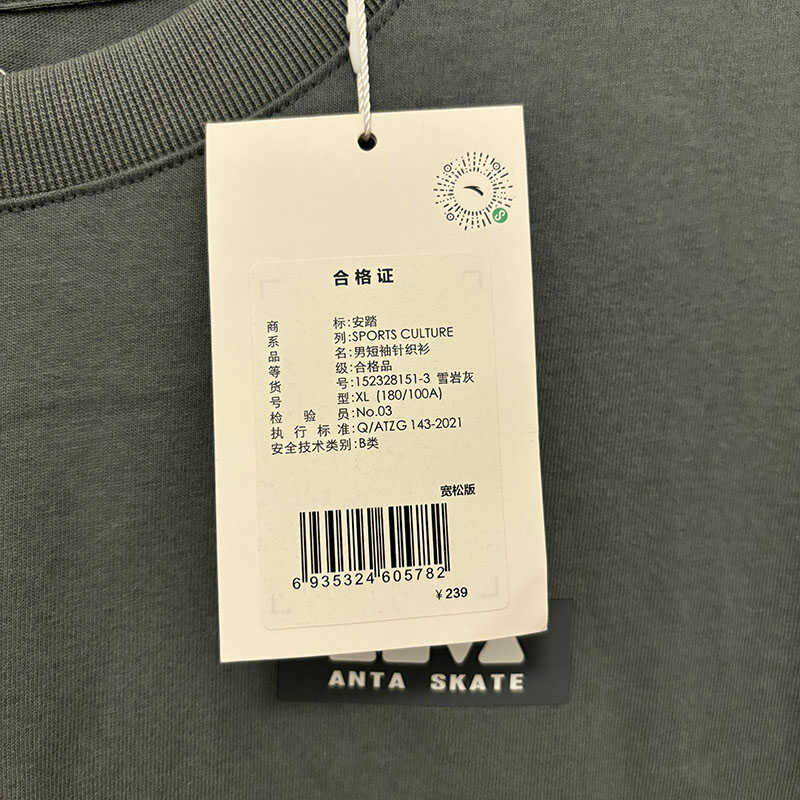 合格证
商标:安踏
系列:SPORTS CULTURE
品名:男短袖针织衫
等级:合格品
货号:152328151-3 雪岩灰
号型:XL (180/100A)
检验员:No.03
执行标准:Q/ATZG 143-2021
安全技术类别:B类
宽松版
6 935324 605782
¥239
ANTA SKATE